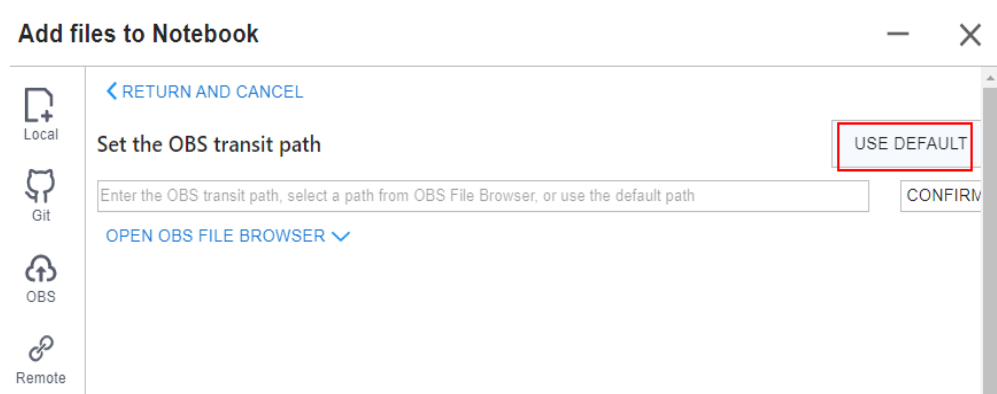 Add files to Notebook
RETURN AND CANCEL
Local
Set the OBS transit path
USE DEFAULT
Enter the OBS transit path, select a path from OBS File Browser, or use the default path
CONFIRM
Git
OPEN OBS FILE BROWSER
OBS
Remote